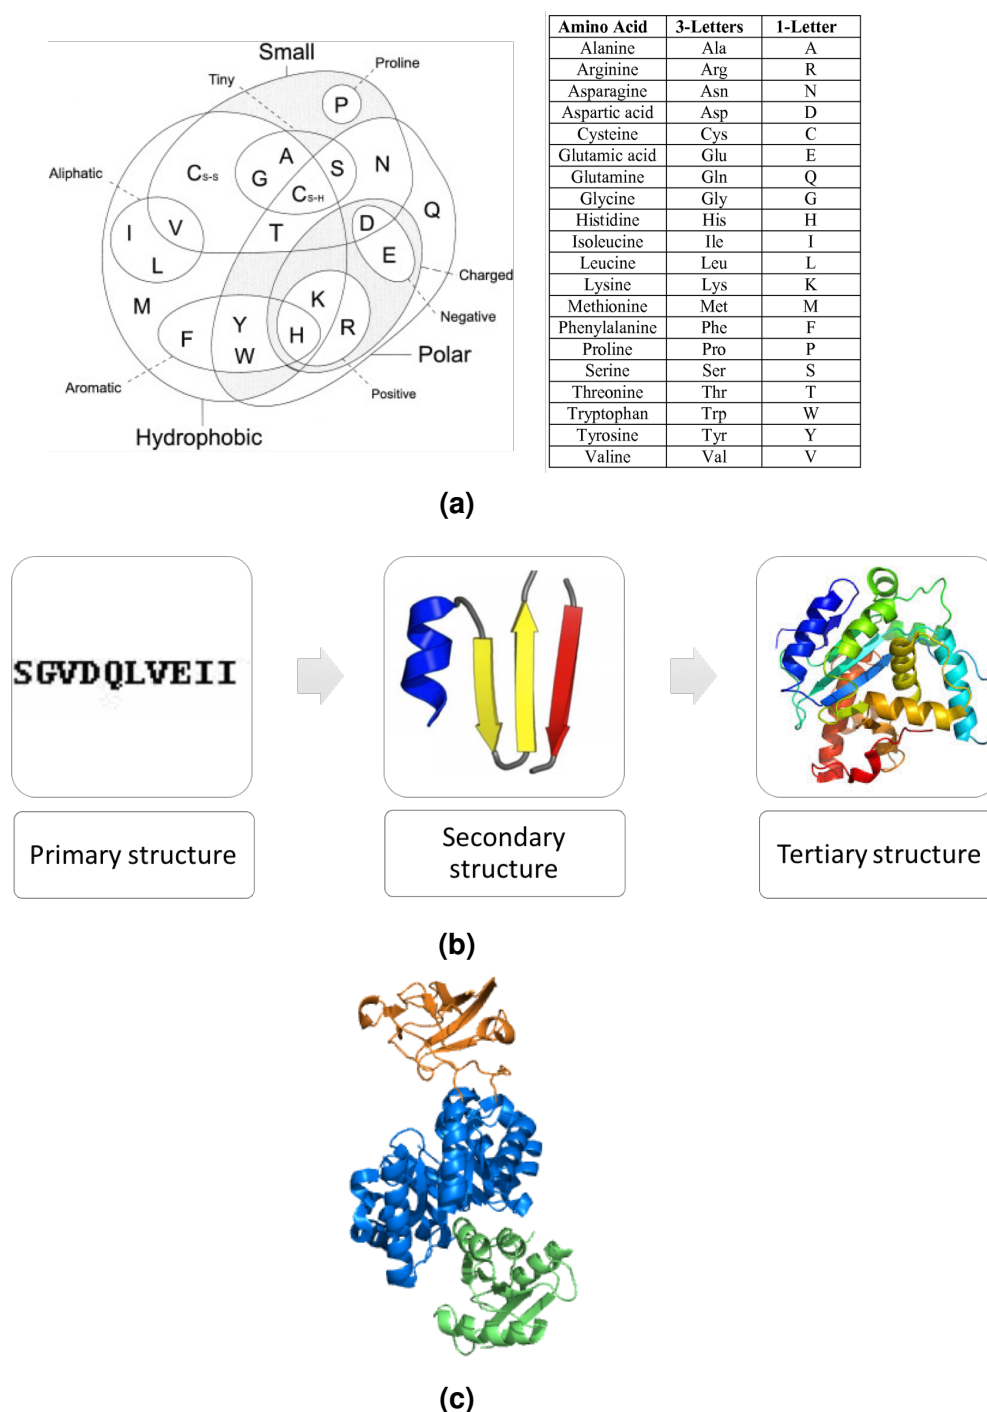 Small
Proline
Tiny
P
A
S
N
Aliphatic
CS-S
G
CS-H
Q
I
V
T
D
L
E
Charged
K
M
Negative
F
Y
H
R
W
Polar
Aromatic
Positive
Hydrophobic
Amino Acid 3-Letters 1-Letter
Alanine Ala A
Arginine Arg R
Asparagine Asn N
Aspartic acid Asp D
Cysteine Cys C
Glutamic acid Glu E
Glutamine Gln Q
Glycine Gly G
Histidine His H
Isoleucine Ile I
Leucine Leu L
Lysine Lys K
Methionine Met M
Phenylalanine Phe F
Proline Pro P
Serine Ser S
Threonine Thr T
Tryptophan Trp W
Tyrosine Tyr Y
Valine Val V
(a)
SGVDQLVEII
Primary structure
Secondary
structure
Tertiary structure
(b)
(c)